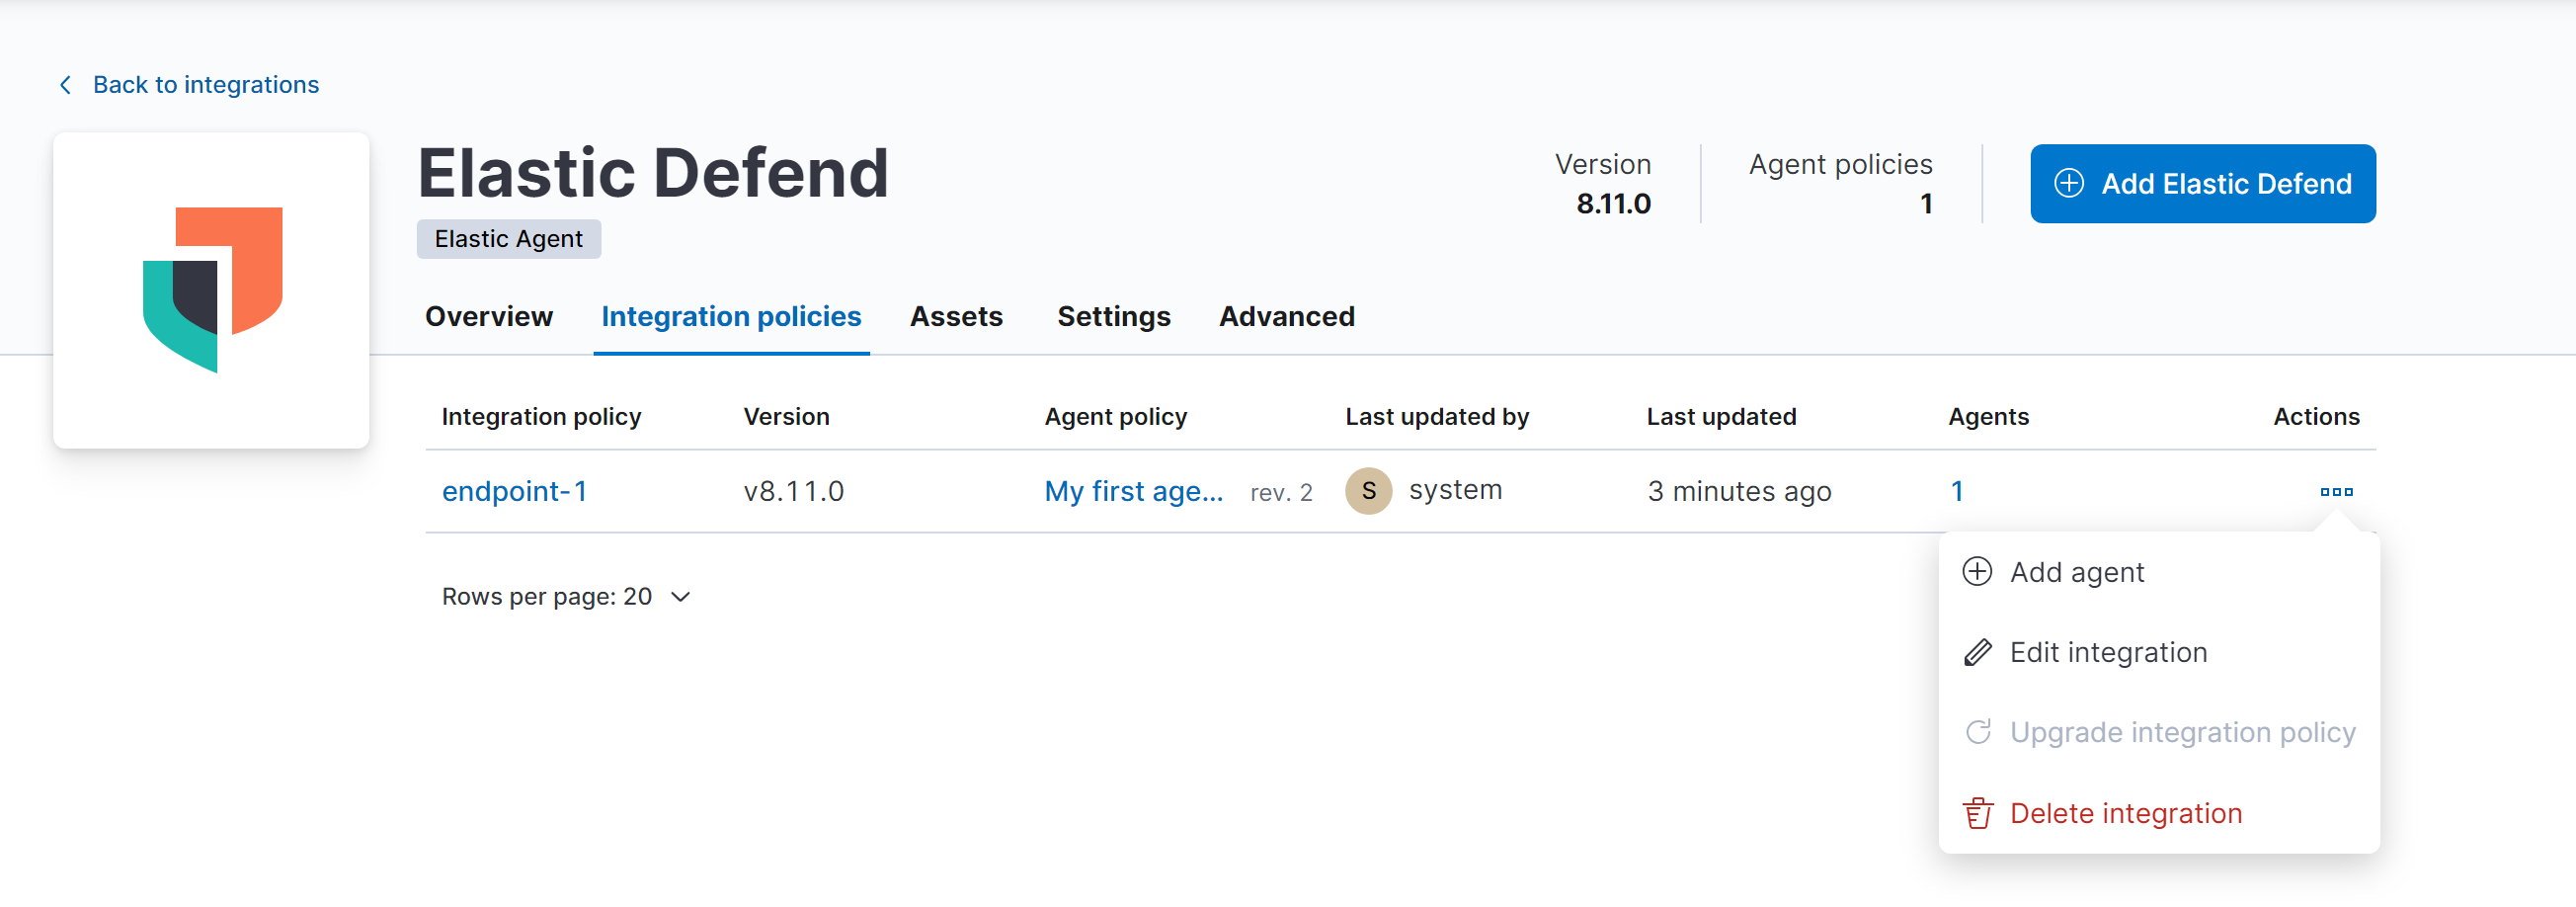 Back to integrations
Elastic Defend
Elastic Agent
Version
8.11.0
Agent policies
1
Add Elastic Defend
Overview Integration policies Assets Settings Advanced
Integration policy Version Agent policy Last updated by Last updated Agents Actions
endpoint-1 v8.11.0 My first age... rev. 2 S system 3 minutes ago 1
Rows per page: 20
Add agent
Edit integration
Upgrade integration policy
Delete integration